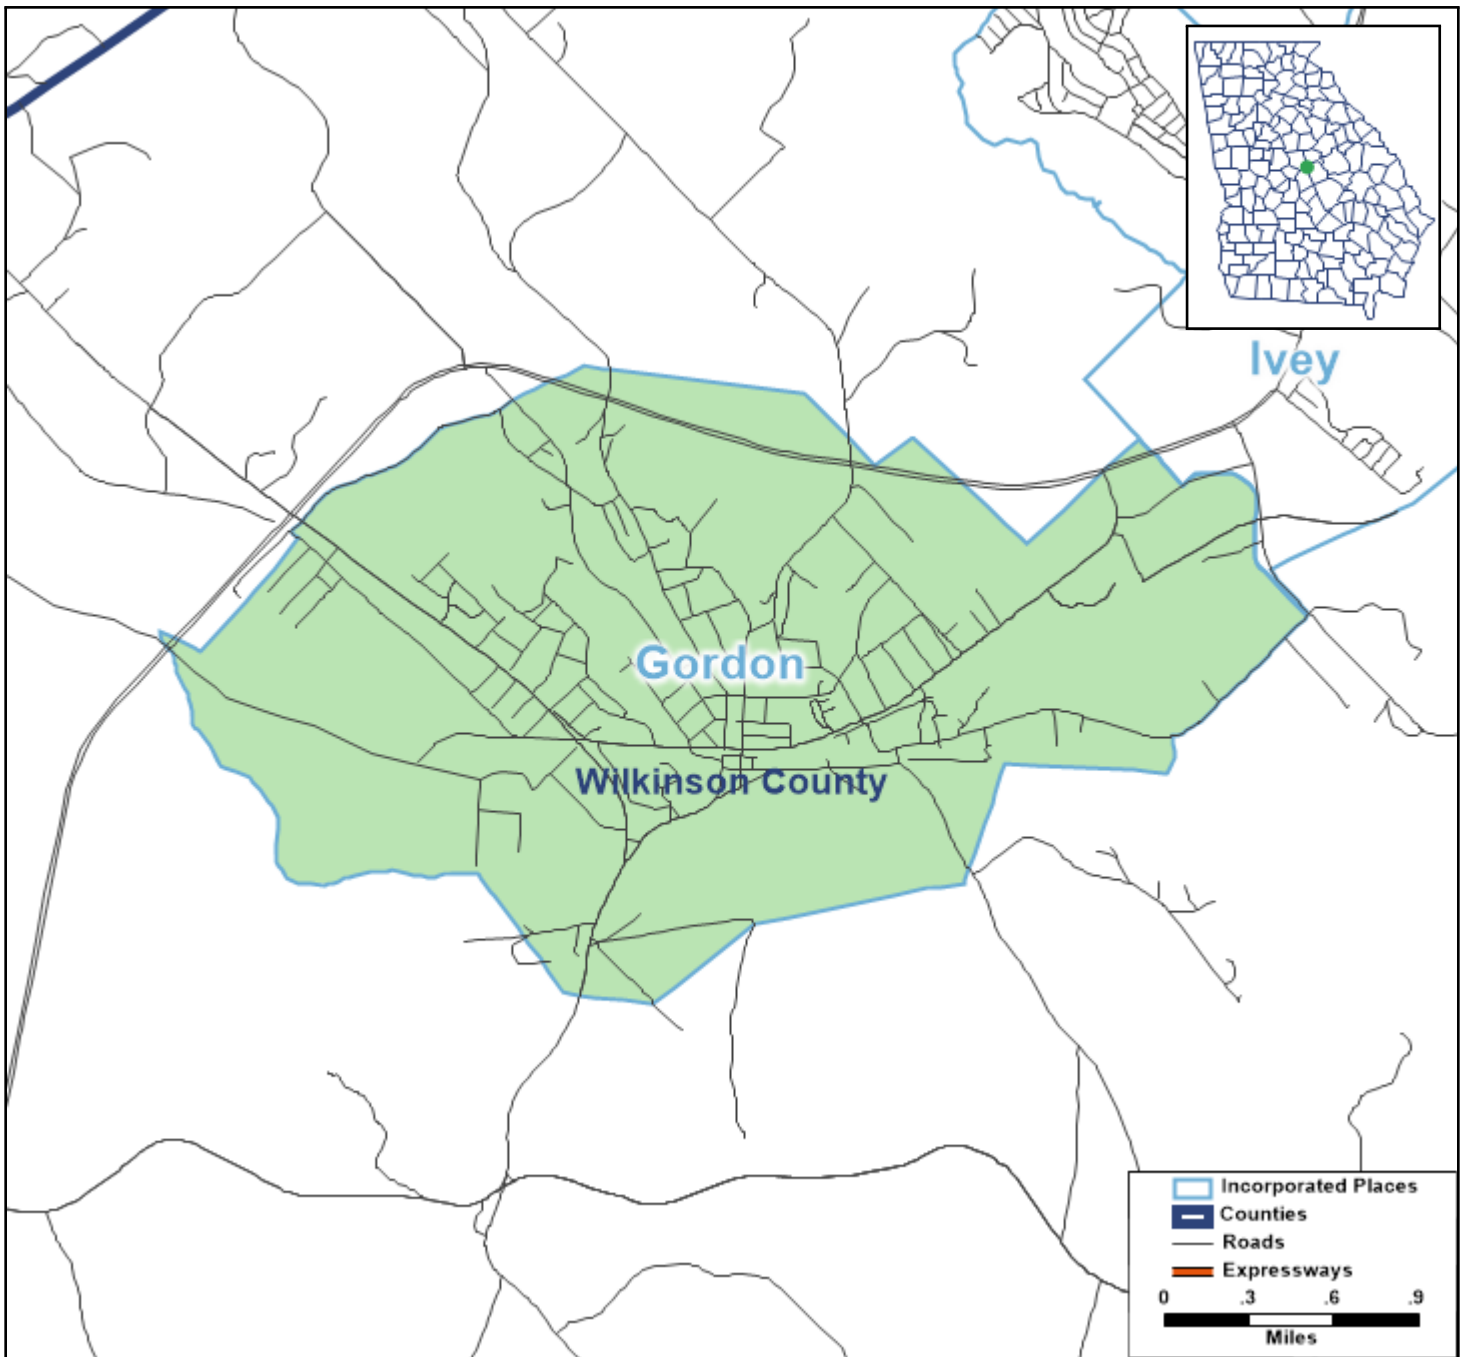 Ivey
Gordon
Wilkinson County
Incorporated Places
Counties
Roads
Expressways
0 .3 .6 .9
Miles